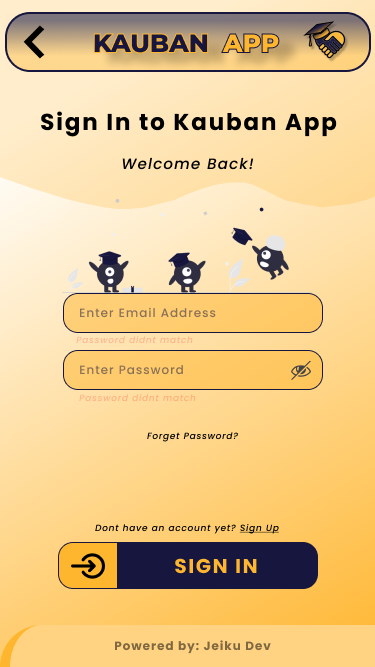 KAUBAN APP
Sign In to Kauban App
Welcome Back!
Enter Email Address
Password didnt match
Enter Password
Password didnt match
Forget Password?
Dont have an account yet? Sign Up
SIGN IN
Powered by: Jeiku Dev